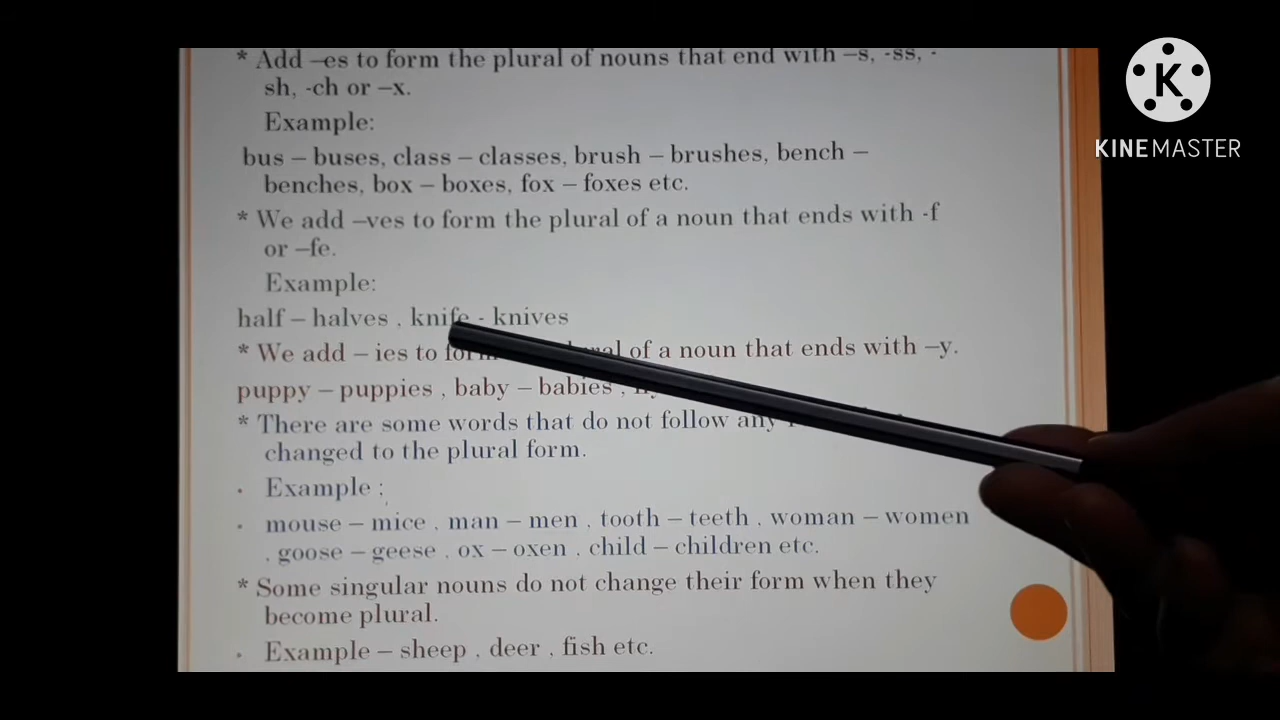 * Add –es to form the plural of nouns that end with –s, -ss, -
sh, -ch or –x.
Example:
bus – buses, class – classes, brush – brushes, bench –
benches, box – boxes, fox – foxes etc.
* We add –ves to form the plural of a noun that ends with -f
or –fe.
Example:
half – halves , knife - knives
* We add – ies to form of a noun that ends with –y.
puppy – puppies , baby – babies ,
* There are some words that do not follow any
changed to the plural form.
• Example ;
• mouse – mice , man – men , tooth – teeth , woman – women
, goose – geese , ox – oxen , child – children etc.
* Some singular nouns do not change their form when they
become plural.
• Example – sheep , deer , fish etc.
K
KINEMASTER